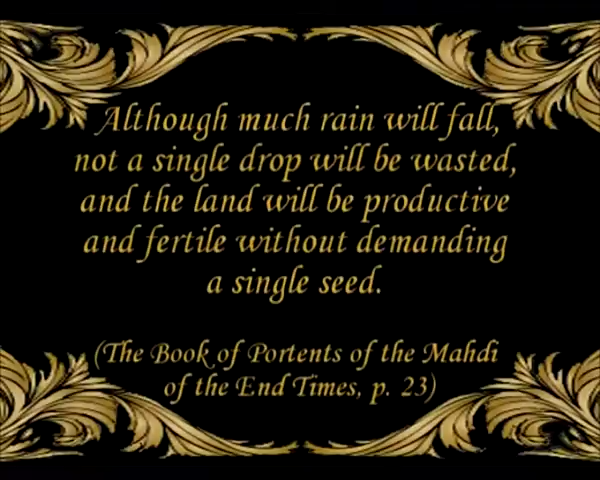 Although much rain will fall,
not a single drop will be wasted,
and the land will be productive
and fertile without demanding
a single seed.
(The Book of Portents of the Mahdi
of the End Times, p. 23)